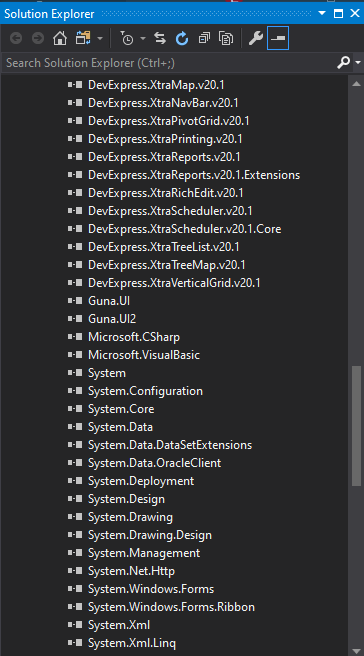 Solution Explorer
Search Solution Explorer (Ctrl+;)
DevExpress.XtraMap.v20.1
DevExpress.XtraNavBar.v20.1
DevExpress.XtraPivotGrid.v20.1
DevExpress.XtraPrinting.v20.1
DevExpress.XtraReports.v20.1
DevExpress.XtraReports.v20.1.Extensions
DevExpress.XtraRichEdit.v20.1
DevExpress.XtraScheduler.v20.1
DevExpress.XtraScheduler.v20.1.Core
DevExpress.XtraTreeList.v20.1
DevExpress.XtraTreeMap.v20.1
DevExpress.XtraVerticalGrid.v20.1
Guna.UI
Guna.UI2
Microsoft.CSharp
Microsoft.VisualBasic
System
System.Configuration
System.Core
System.Data
System.Data.DataSetExtensions
System.Data.OracleClient
System.Deployment
System.Design
System.Drawing
System.Drawing.Design
System.Management
System.Net.Http
System.Windows.Forms
System.Windows.Forms.Ribbon
System.Xml
System.Xml.Linq